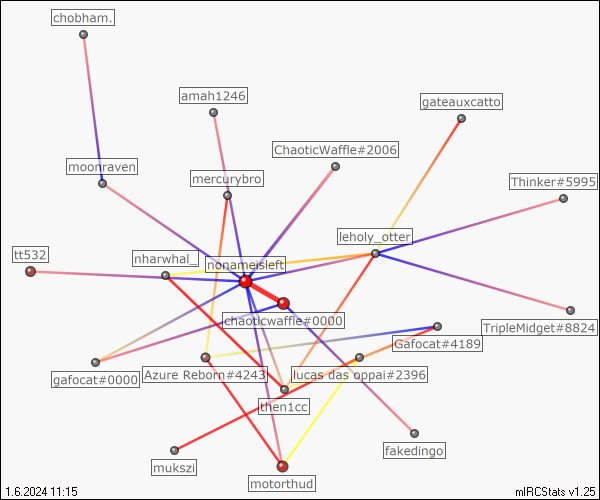 chobham.
amah1246
gateauxcatto
ChaoticWaffle#2006
moonraven
mercurybro
Thinker#5995
leholy_otter
tt532
nharwhal_
nonameisleft
chaoticwaffle#0000
TripleMidget#8824
Gafocat#4189
gafocat#0000
Azure Reborn#4243
lucas das oppai#2396
then1cc
fakedingo
mukszi
motorthud
1.6.2024 11:15
mIRCStats v1.25